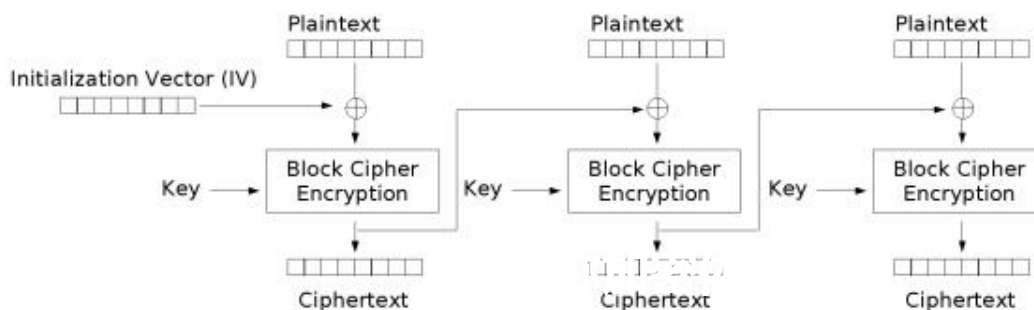 Plaintext Plaintext Plaintext
Initialization Vector (IV)
Block Cipher Encryption
Key
Block Cipher Encryption
Key
Block Cipher Encryption
Key
Ciphertext Ciphertext Ciphertext